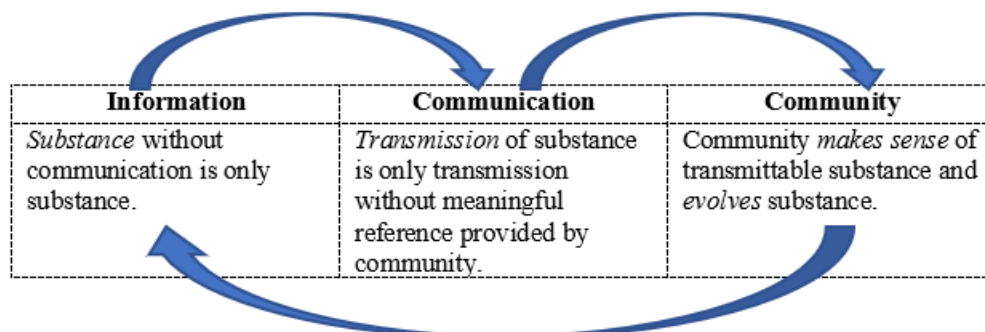 Information
Communication
Community
Substance without
communication is only
substance.
Transmission of substance
is only transmission
without meaningful
reference provided by
community.
Community makes sense of
transmittable substance and
evolves substance.